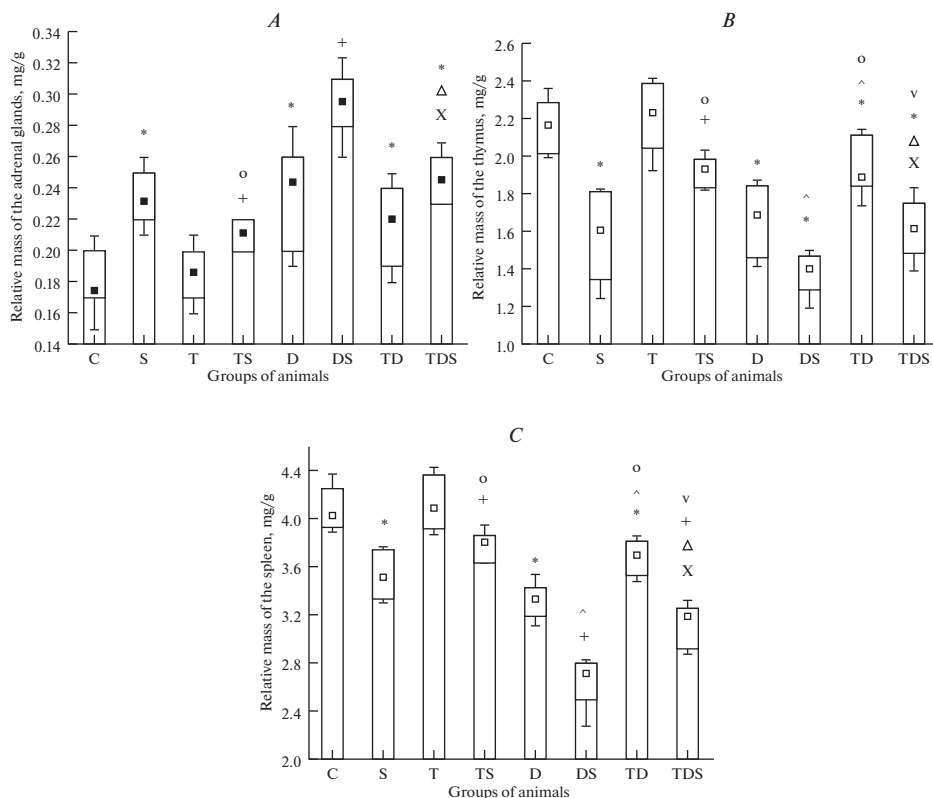 A
Relative mass of the adrenal glands, mg/g
0.34
0.32
0.30
0.28
0.26
0.24
0.22
0.20
0.18
0.16
0.14
*
o
+
*
+
*
*
Δ
X
C S T TS D DS TD TDS
Groups of animals
B
Relative mass of the thymus, mg/g
2.6
2.2
2.0
1.8
1.6
1.4
1.0
*
o
+
*
^
*
o
^
*
v
*
Δ
X
C S T TS D DS TD TDS
Groups of animals
C
Relative mass of the spleen, mg/g
4.4
4.0
3.6
3.2
2.8
2.4
2.0
*
o
+
*
^
+
o
^
*
v
+
Δ
X
C S T TS D DS TD TDS
Groups of animals